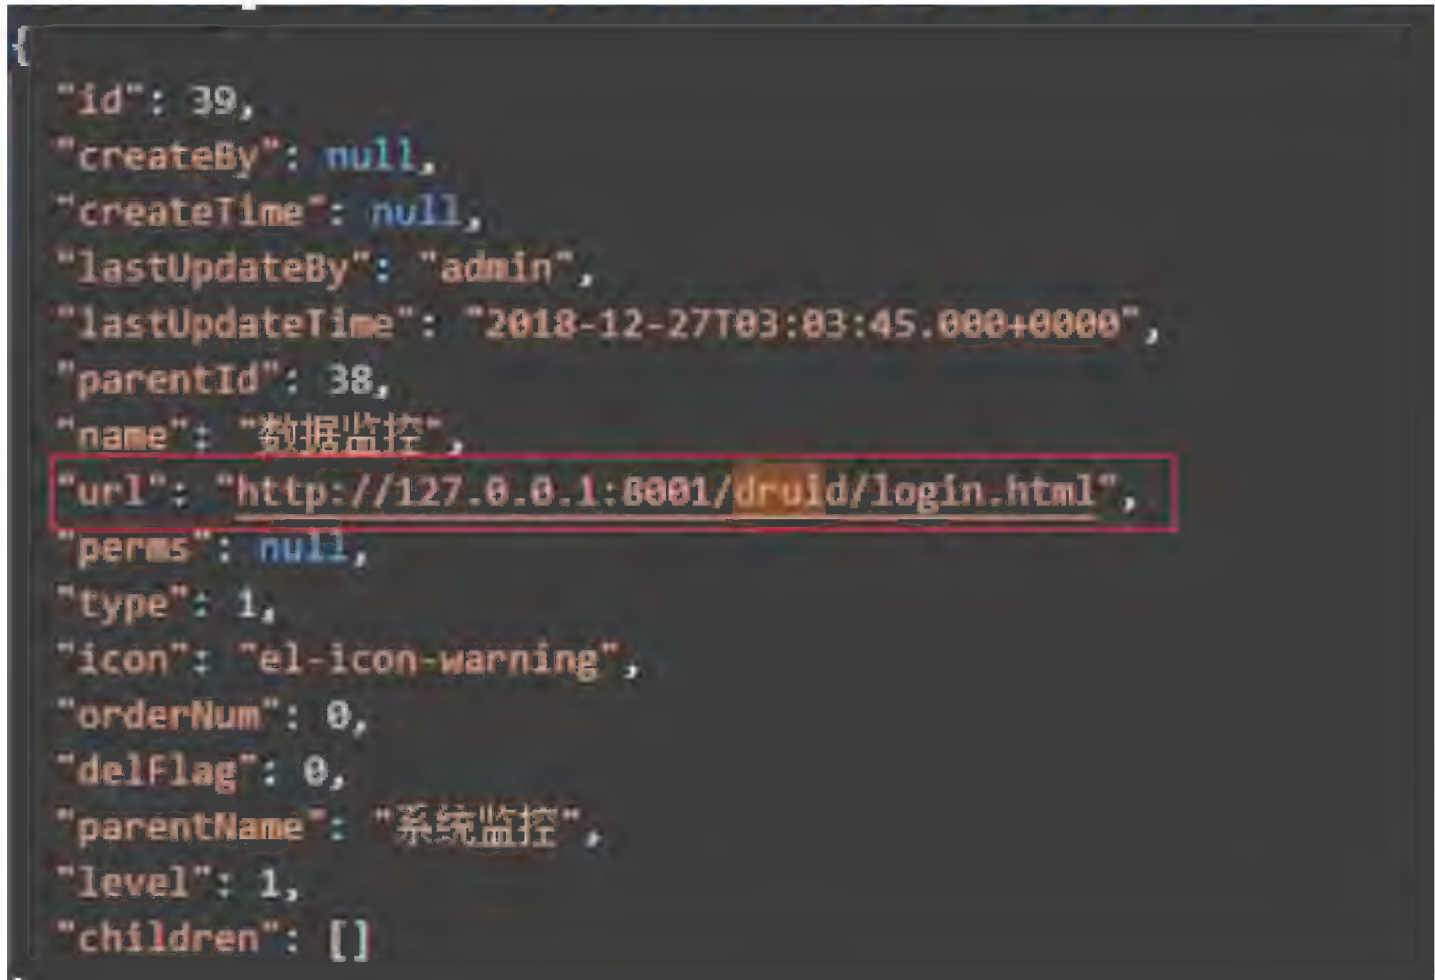 {
"id": 39,
"createBy": null,
"createTime": null,
"lastUpdateBy": "admin",
"lastUpdateTime": "2018-12-27T03:03:45.000+0000",
"parentId": 38,
"name": "数据监控",
"url": "http://127.0.0.1:8001/druid/login.html",
"perms": null,
"type": 1,
"icon": "el-icon-warning",
"orderNum": 0,
"delFlag": 0,
"parentName": "系统监控",
"level": 1,
"children": []